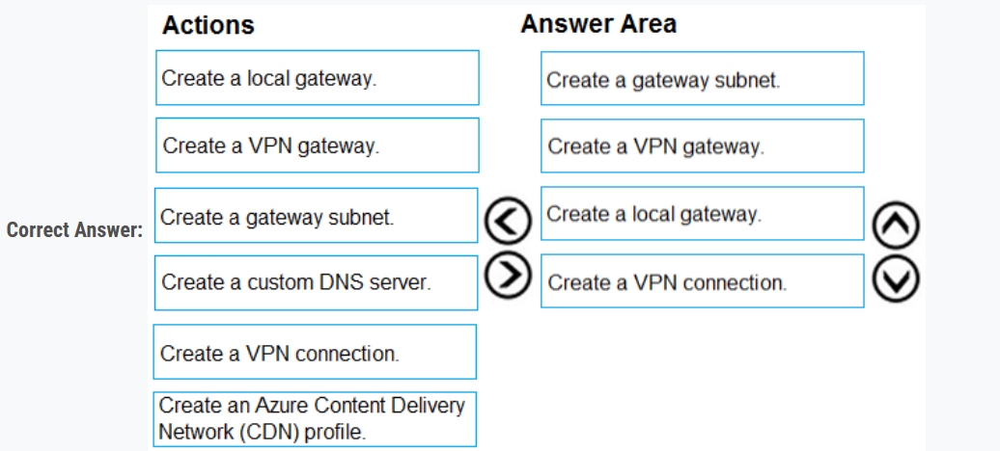 Actions
Answer Area
Create a local gateway.
Create a gateway subnet.
Create a VPN gateway.
Create a VPN gateway.
Correct Answer:
Create a gateway subnet.
Create a local gateway.
Create a custom DNS server.
Create a VPN connection.
Create a VPN connection.
Create an Azure Content Delivery
Network (CDN) profile.